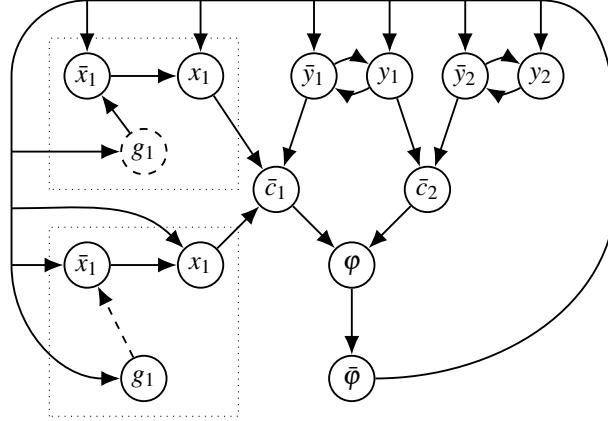 x̄₁ x₁ ȳ₁ y₁ ȳ₂ y₂
g₁
c̄₁ c̄₂
x̄₁ x₁ φ
g₁ φ̄